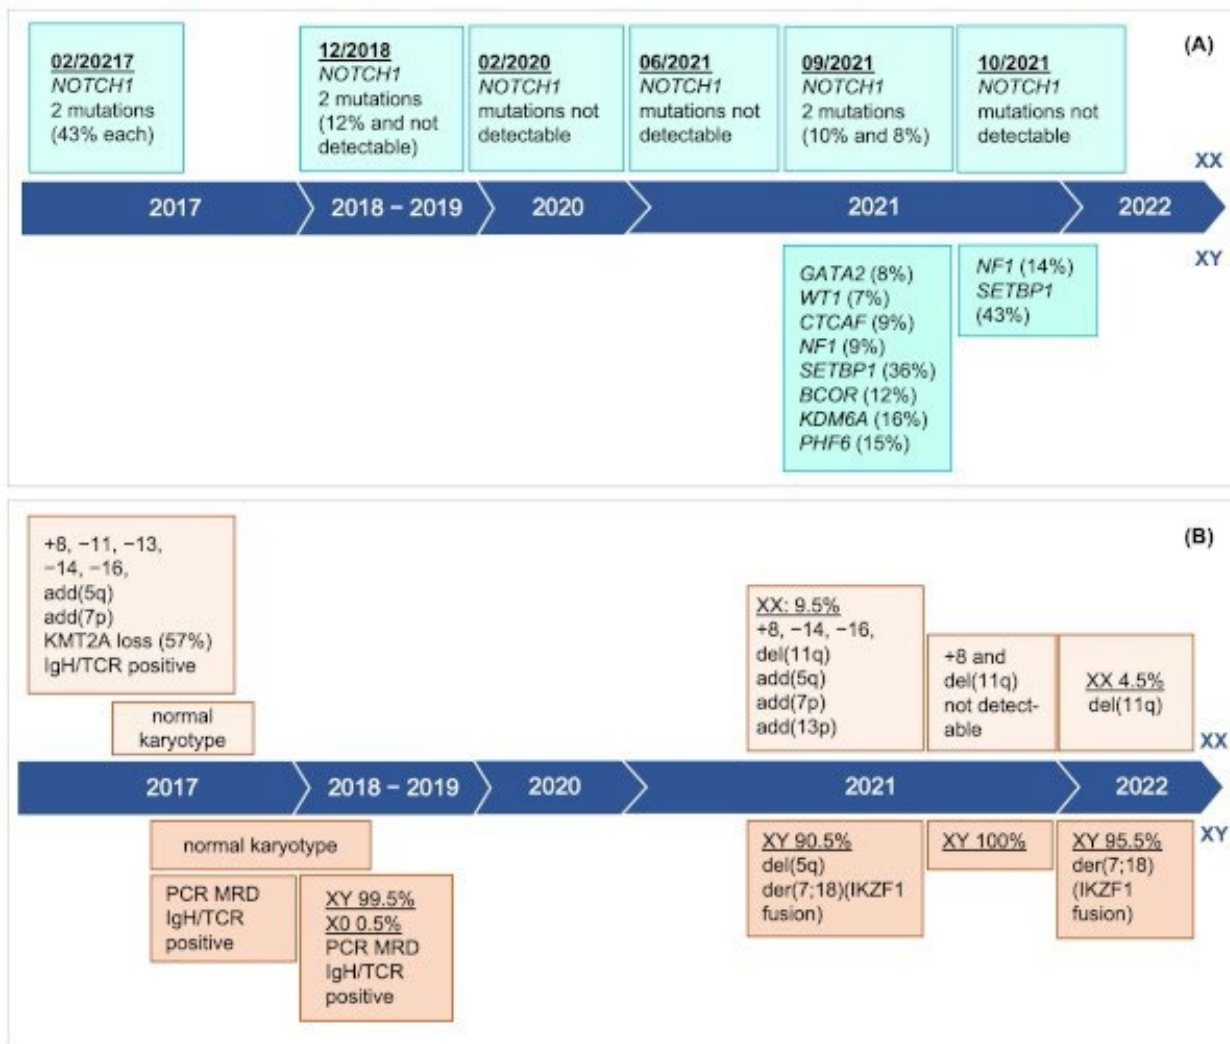 (A)
02/20217
NOTCH1
2 mutations
(43% each)
12/2018
NOTCH1
2 mutations
(12% and not
detectable)
02/2020
NOTCH1
mutations not
detectable
06/2021
NOTCH1
mutations not
detectable
09/2021
NOTCH1
2 mutations
(10% and 8%)
10/2021
NOTCH1
mutations not
detectable
XX
2017
2018 – 2019
2020
2021
2022
XY
GATA2 (8%)
WT1 (7%)
CTCAF (9%)
NF1 (9%)
SETBP1 (36%)
BCOR (12%)
KDM6A (16%)
PHF6 (15%)
NF1 (14%)
SETBP1
(43%)
(B)
+8, −11, −13,
−14, −16,
add(5q)
add(7p)
KMT2A loss (57%)
IgH/TCR positive
normal
karyotype
XX: 9.5%
+8, −14, −16,
del(11q)
add(5q)
add(7p)
add(13p)
+8 and
del(11q)
not detect-
able
XX 4.5%
del(11q)
XX
2017
2018 – 2019
2020
2021
2022
XY
normal karyotype
PCR MRD
IgH/TCR
positive
XY 99.5%
X0 0.5%
PCR MRD
IgH/TCR
positive
XY 90.5%
del(5q)
der(7;18)(IKZF1
fusion)
XY 100%
XY 95.5%
der(7;18)
(IKZF1
fusion)